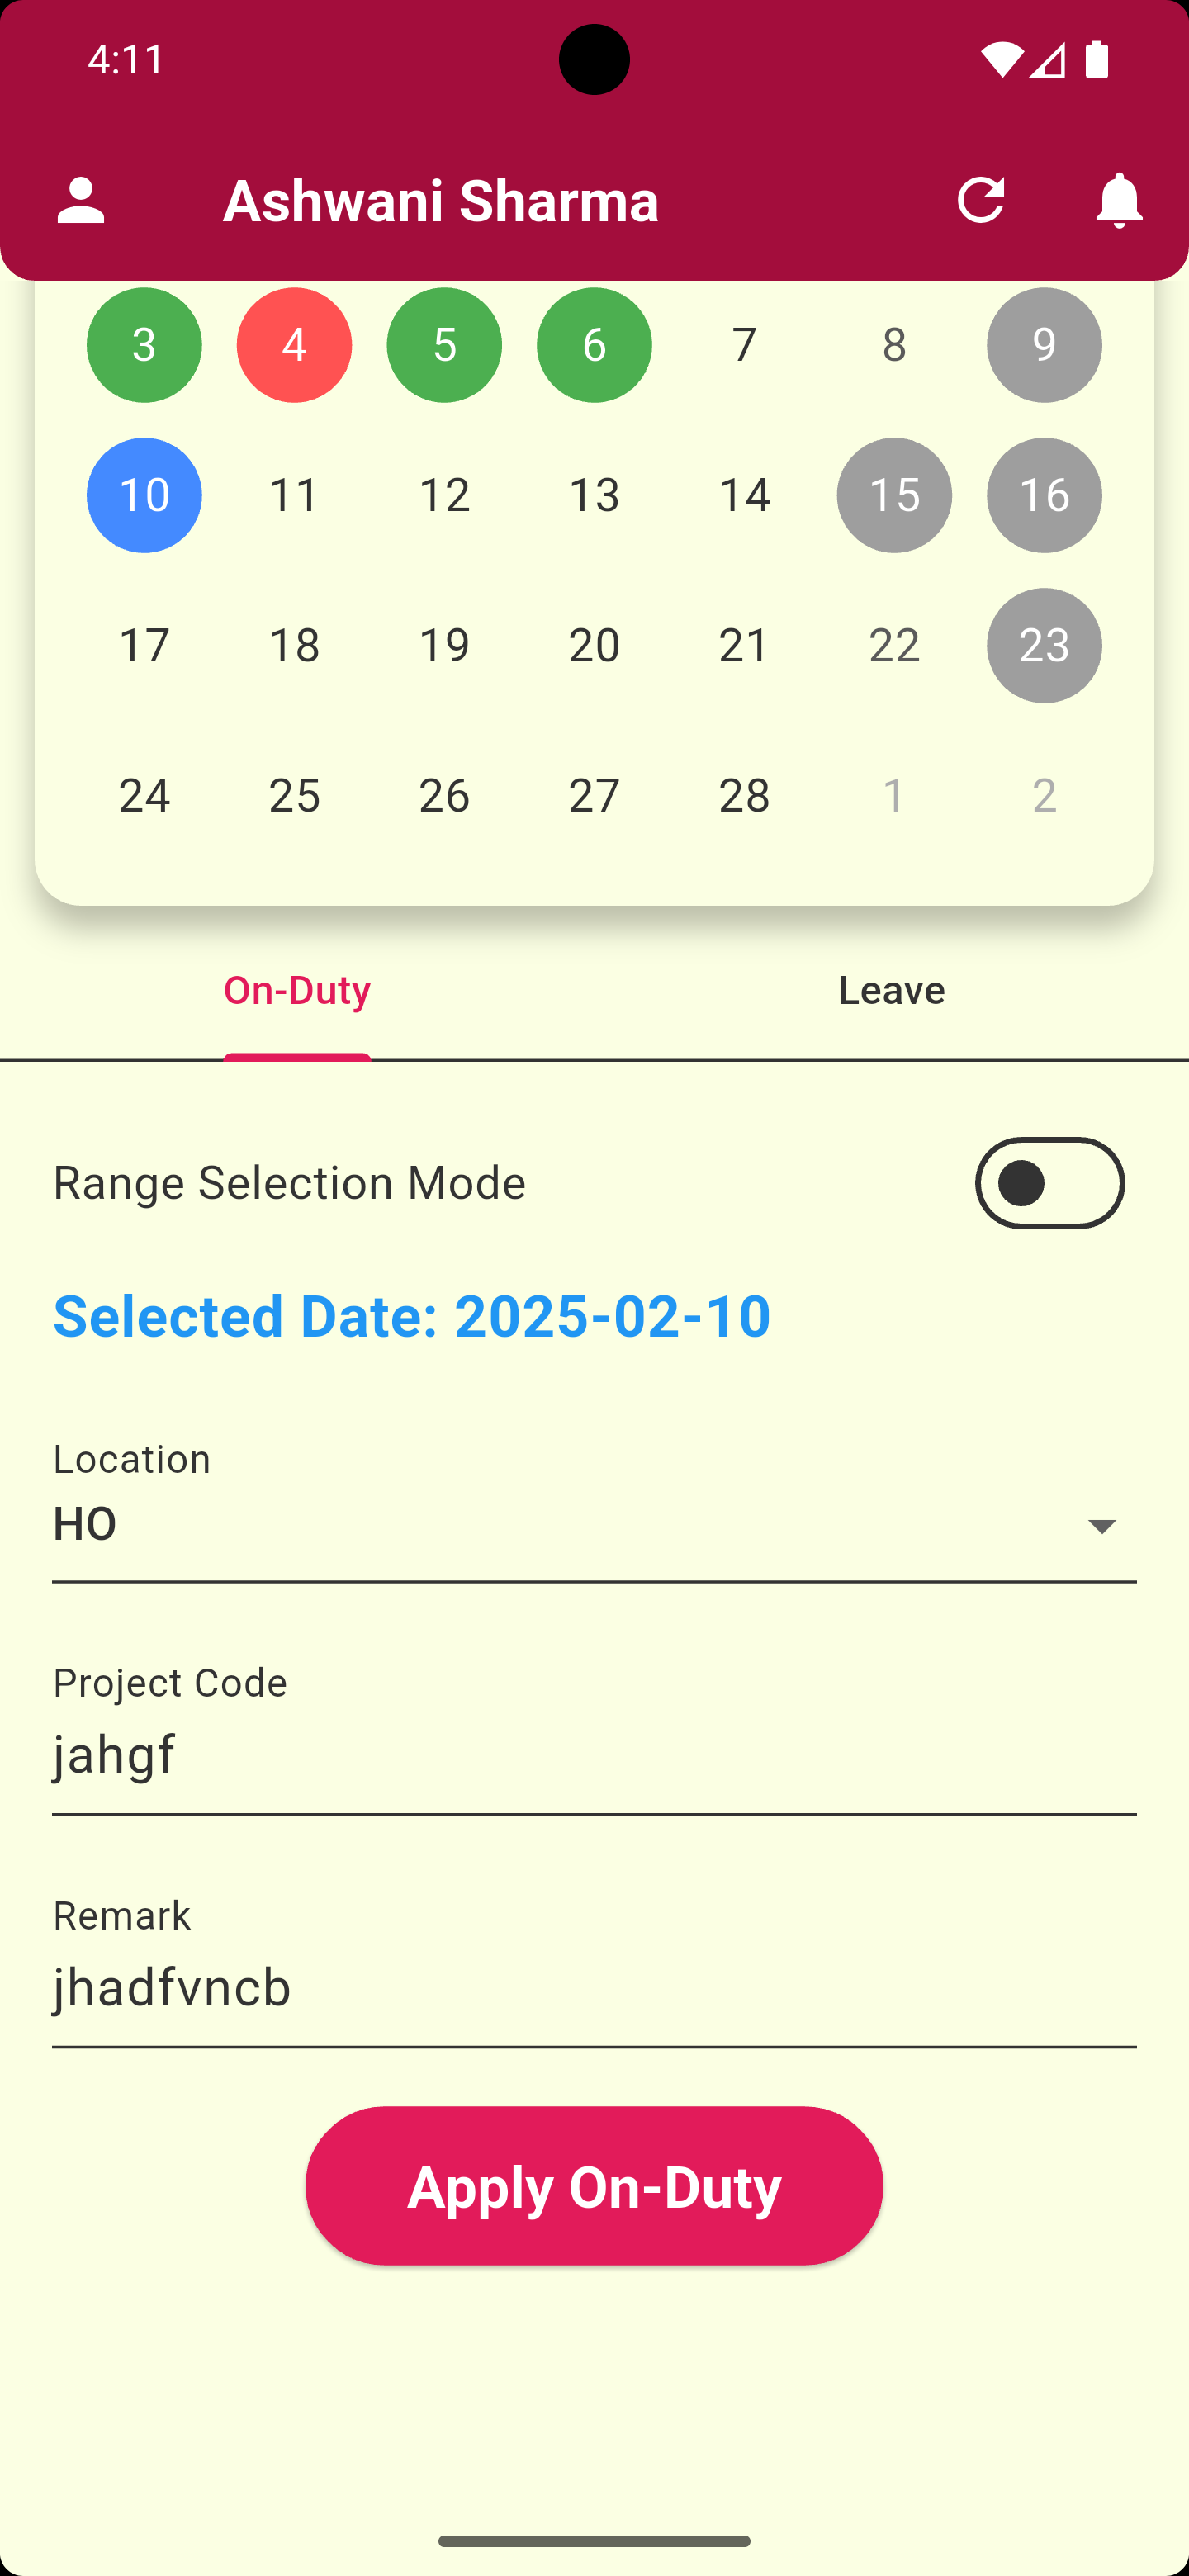 4:11
Ashwani Sharma
3 4 5 6 7 8 9
10 11 12 13 14 15 16
17 18 19 20 21 22 23
24 25 26 27 28 1 2
On-Duty Leave
Range Selection Mode
Selected Date: 2025-02-10
Location
HO
Project Code
jahgf
Remark
jhadfvncb
Apply On-Duty